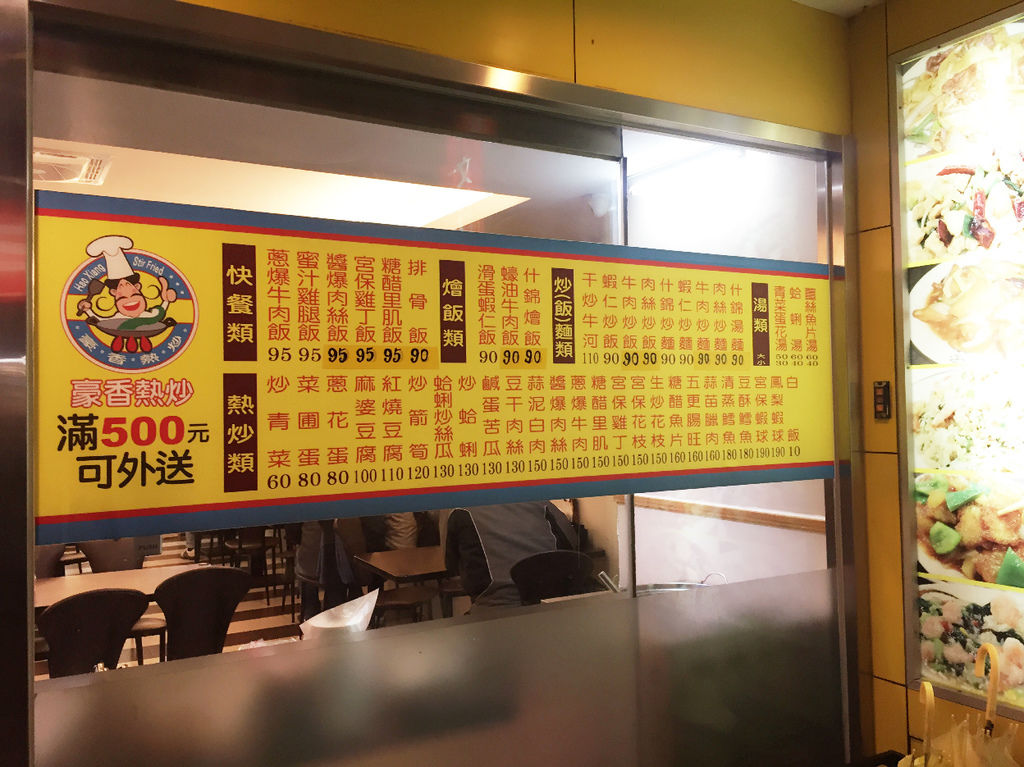 Hao Xiang Stir Fried
豪·香·熱·炒
豪香熱炒
滿500元
可外送
快餐類
蔥爆牛肉飯 95
蜜汁雞腿飯 95
醬爆肉絲飯 95
宮保雞丁飯 95
糖醋里肌飯 95
排骨飯 90
燴飯類
滑蛋蝦仁飯 90
蠔油牛肉飯 90
什錦燴飯 90
炒(飯)麵類
干炒牛河 110
蝦仁炒飯 90
牛肉炒飯 90
肉絲炒飯 90
什錦炒飯 90
蝦仁炒麵 90
牛肉炒麵 90
肉絲炒麵 90
什錦湯麵 90
湯類
大小
青菜蛋花湯 50 30
蛤蜊湯 60 40
薑絲魚片湯 60 40
熱炒類
炒青菜 60
菜圃蛋 80
蔥花蛋 80
麻婆豆腐 100
紅燒豆腐 110
炒箭筍 120
蛤蜊炒絲瓜 130
炒蛤蜊 130
鹹蛋苦瓜 130
豆干肉絲 130
蒜泥白肉 150
醬爆肉絲 150
蔥爆牛肉 150
糖醋里肌 150
宮保雞丁 150
宮保花枝 150
生炒花枝 150
糖醋魚片 160
五更腸旺 160
蒜苗臘肉 160
清蒸鱈魚 180
豆酥鱈魚 180
宮保蝦球 190
鳳梨蝦球 190
白飯 10